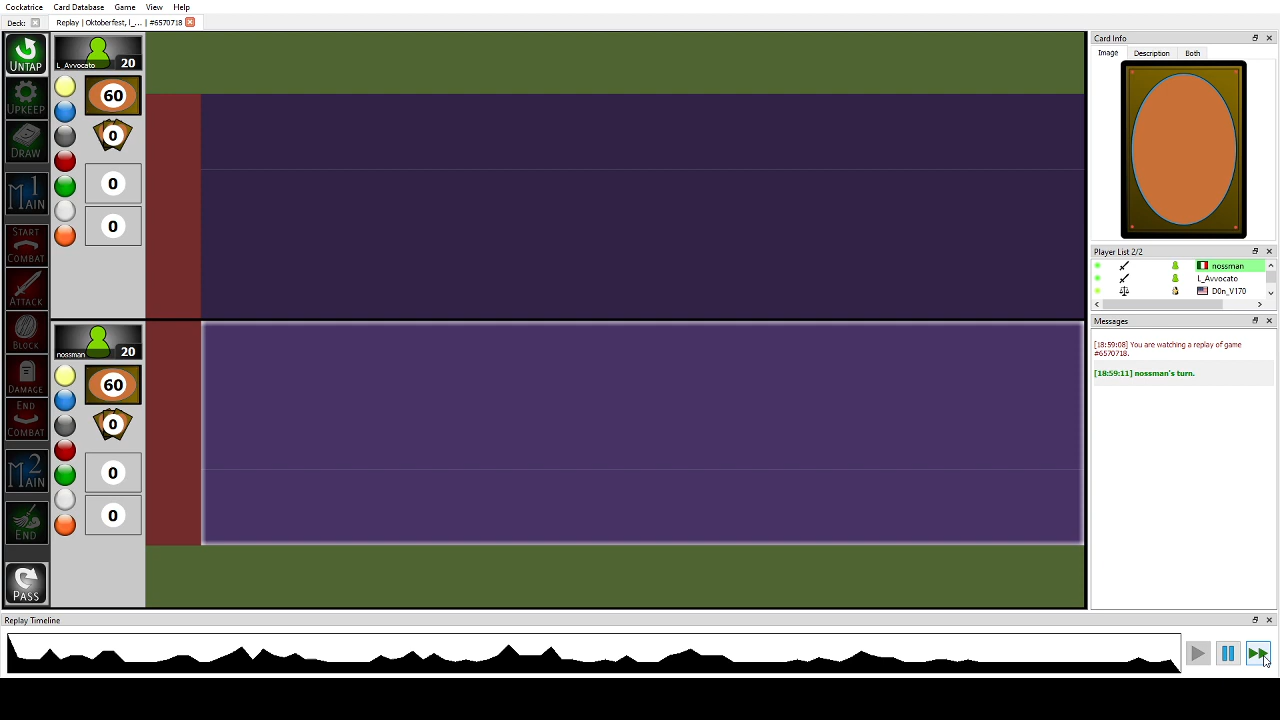 Cockatrice Card Database Game View Help
Deck: Replay | Oktoberfest, l_... | #6570718
UNTAP
UPKEEP
DRAW
1
MAIN
START
COMBAT
ATTACK
BLOCK
DAMAGE
END
COMBAT
2
MAIN
END
PASS
L_Avvocato 20
60
0
0
0
nossman 20
60
0
0
0
Card Info
Image Description Both
Player List 2/2
nossman
L_Avvocato
D0n_V170
Messages
[18:59:08] You are watching a replay of game
#6570718.
[18:59:11] nossman's turn.
Replay Timeline